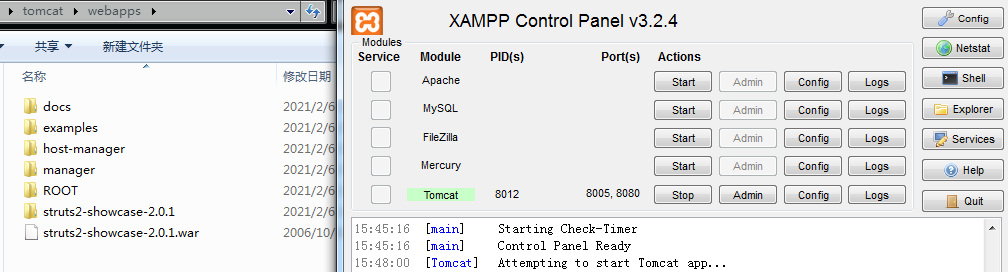 tomcat webapps
共享 新建文件夹
名称 修改日期
docs 2021/2/6
examples 2021/2/6
host-manager 2021/2/6
manager 2021/2/6
ROOT 2021/2/6
struts2-showcase-2.0.1 2021/2/6
struts2-showcase-2.0.1.war 2006/10/
XAMPP Control Panel v3.2.4
Modules
Service Module PID(s) Port(s) Actions
Apache Start Admin Config Logs
MySQL Start Admin Config Logs
FileZilla Start Admin Config Logs
Mercury Start Admin Config Logs
Tomcat 8012 8005, 8080 Stop Admin Config Logs
Config
Netstat
Shell
Explorer
Services
Help
Quit
15:45:16 [main] Starting Check-Timer
15:45:16 [main] Control Panel Ready
15:48:00 [Tomcat] Attempting to start Tomcat app...